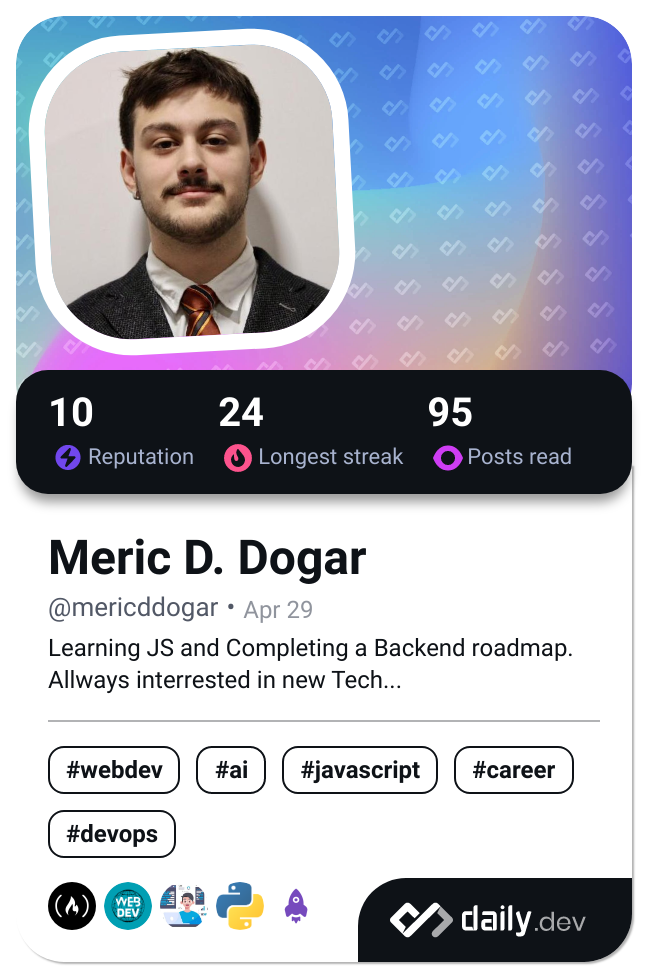 10
24
95
Reputation
Longest streak
Posts read
Meric D. Dogar
@mericddogar • Apr 29
Learning JS and Completing a Backend roadmap.
Allways interrested in new Tech...
#webdev
#ai
#javascript
#career
#devops
WEB
DEV
daily.dev